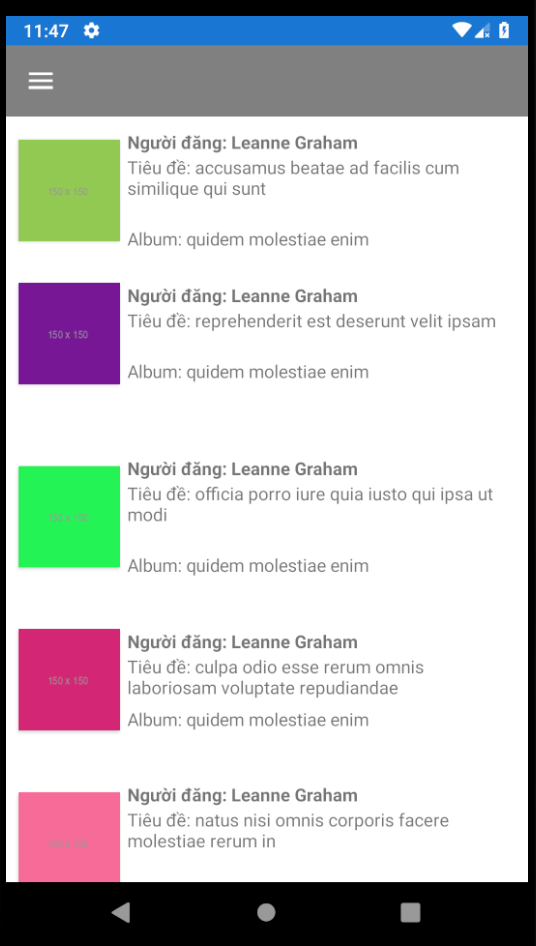 11:47
Người đăng: Leanne Graham
150 x 150
Tiêu đề: accusamus beatae ad facilis cum
similique qui sunt
Album: quidem molestiae enim
Người đăng: Leanne Graham
150 x 150
Tiêu đề: reprehenderit est deserunt velit ipsam
Album: quidem molestiae enim
Người đăng: Leanne Graham
150 x 150
Tiêu đề: officia porro iure quia iusto qui ipsa ut
modi
Album: quidem molestiae enim
Người đăng: Leanne Graham
150 x 150
Tiêu đề: culpa odio esse rerum omnis
laboriosam voluptate repudiandae
Album: quidem molestiae enim
Người đăng: Leanne Graham
150 x 150
Tiêu đề: natus nisi omnis corporis facere
molestiae rerum in